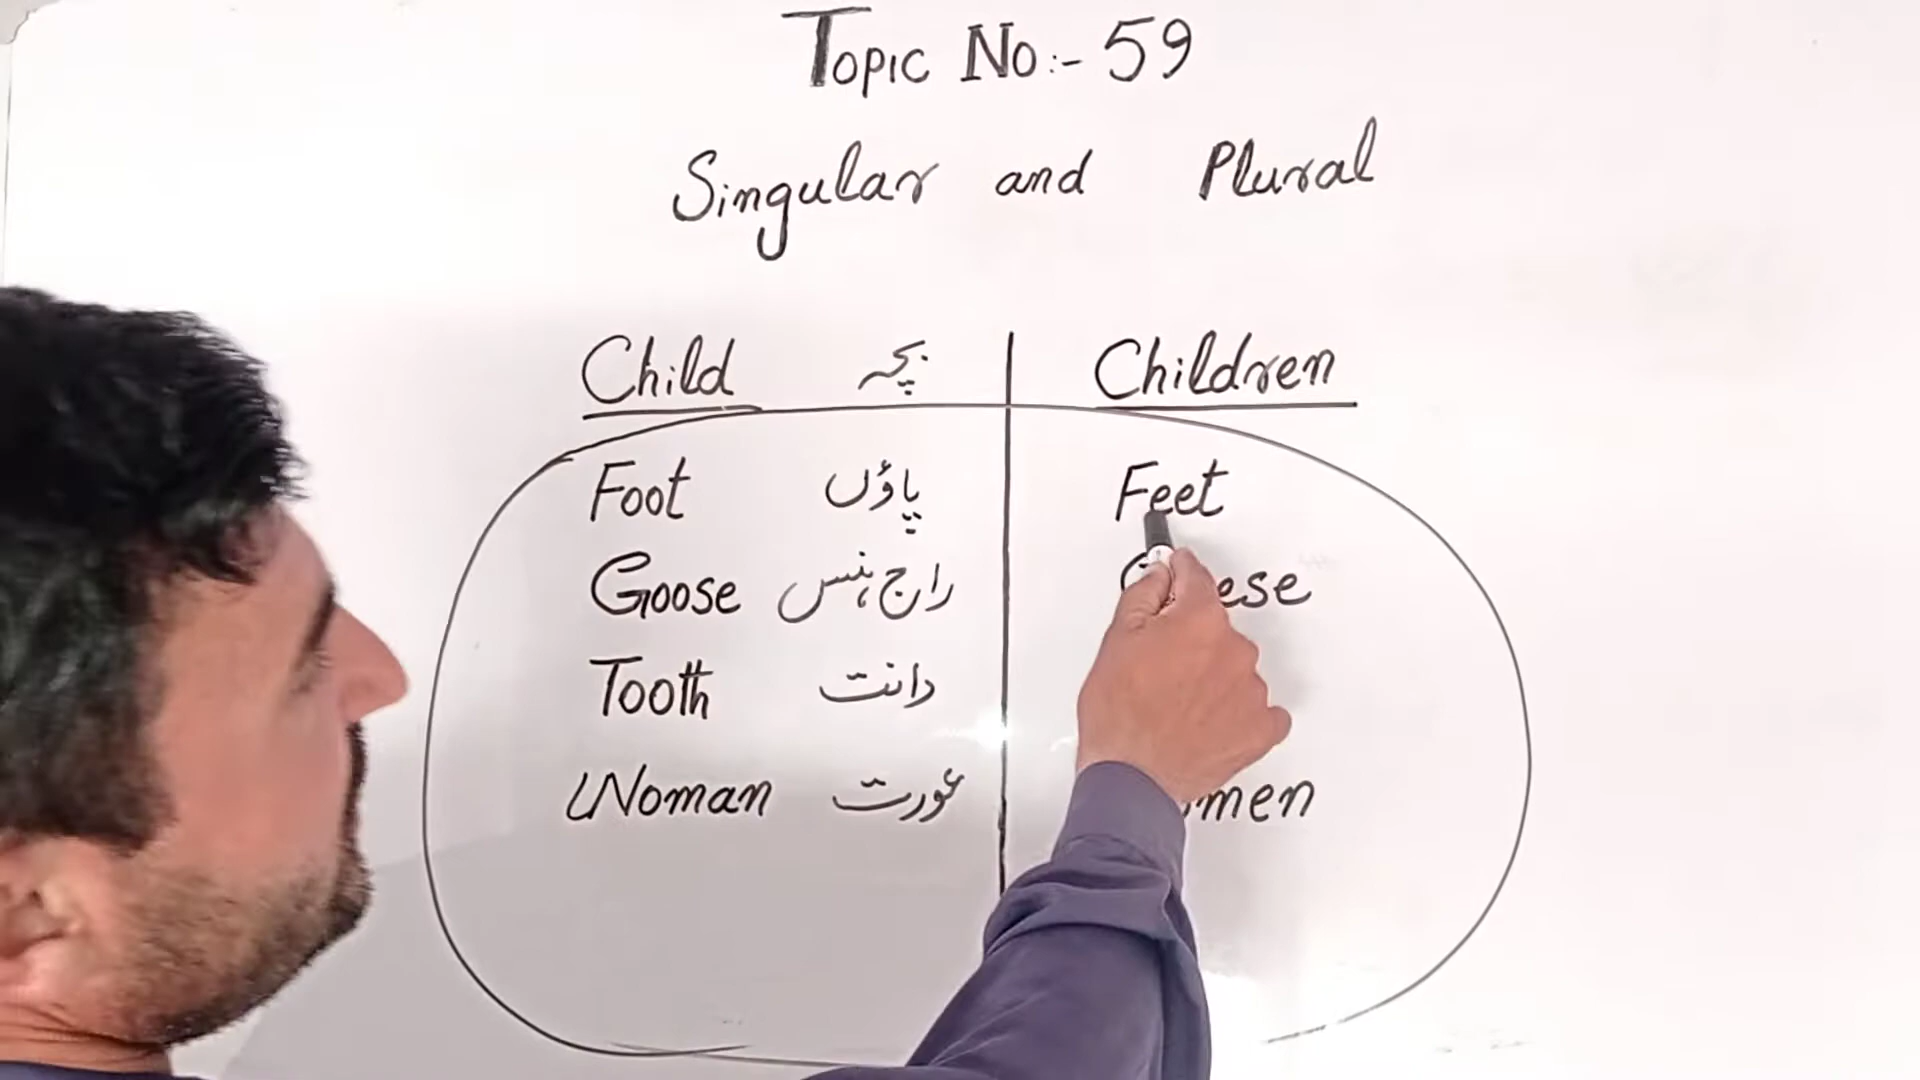 Topic No:- 59
Singular and Plural
Child بچہ Children
Foot پاؤں Feet
Goose راج ہنس
Tooth دانت
Woman عورت